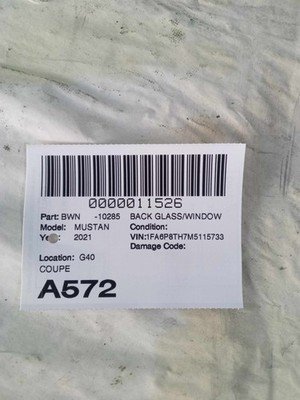 0000011526
Part: BWN -10285 BACK GLASS/WINDOW
Model: MUSTAN Condition:
2021 VIN:1FA6P8TH7M5115733
Damage Code:
Location: G40
COUPE
A572